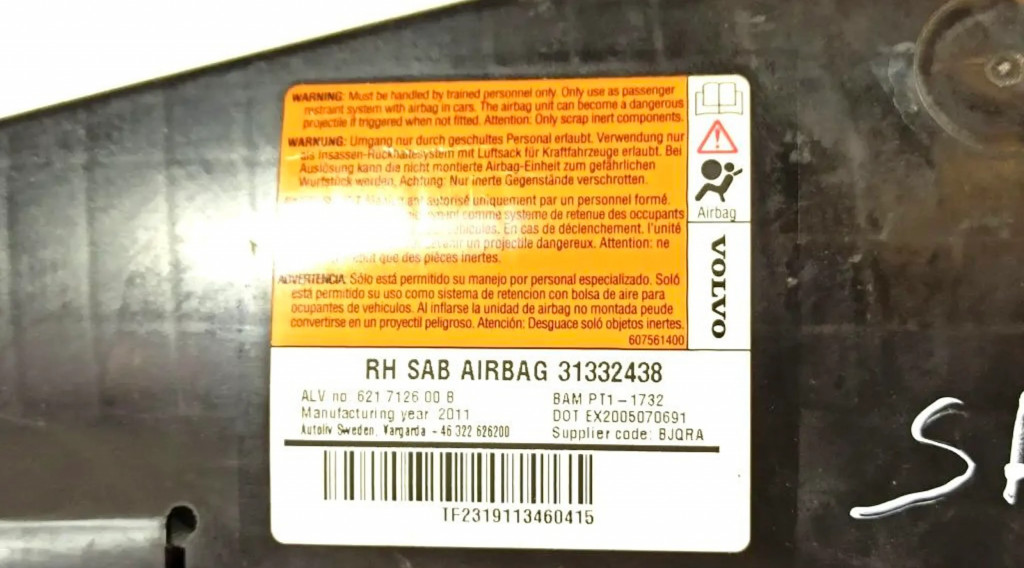 WARNING: Must be handled by trained personnel only. Only use as passenger
restraint system with airbag in cars. The airbag unit can become a dangerous
projectile if triggered when not fitted. Attention: Only scrap inert components.
WARNUNG: Umgang nur durch geschultes Personal erlaubt. Verwendung nur
als Insassen-Rückhaltesystem mit Luftsack für Kraftfahrzeuge erlaubt. Bei
Auslösung kann die nicht montierte Airbag-Einheit zum gefährlichen
Wurfstück werden, Achtung: Nur inerte Gegenstände verschrotten.
autorisé uniquement par un personnel formé.
comme système de retenue des occupants
véhicules. En cas de déclenchement. l'unité
un projectile dangereux. Attention: ne
que des pièces inertes.
ADVERTENCIA: Sólo está permitido su manejo por personal especializado. Soló
está permitido su uso como sistema de retencion con bolsa de aire para
ocupantes de vehículos. Al inflarse la unidad de airbag no montada peude
convertirse en un proyectil peligroso. Atención: Desguace soló objetos inertes.
607561400
Airbag
VOLVO
RH SAB AIRBAG 31332438
ALV no 621 7126 00 B
BAM PT1-1732
Manufacturing year 2011
DOT EX2005070691
Autoliv Sweden, Vargarda - 46 322 626200
Supplier code: BJQRA
TF2319113460415